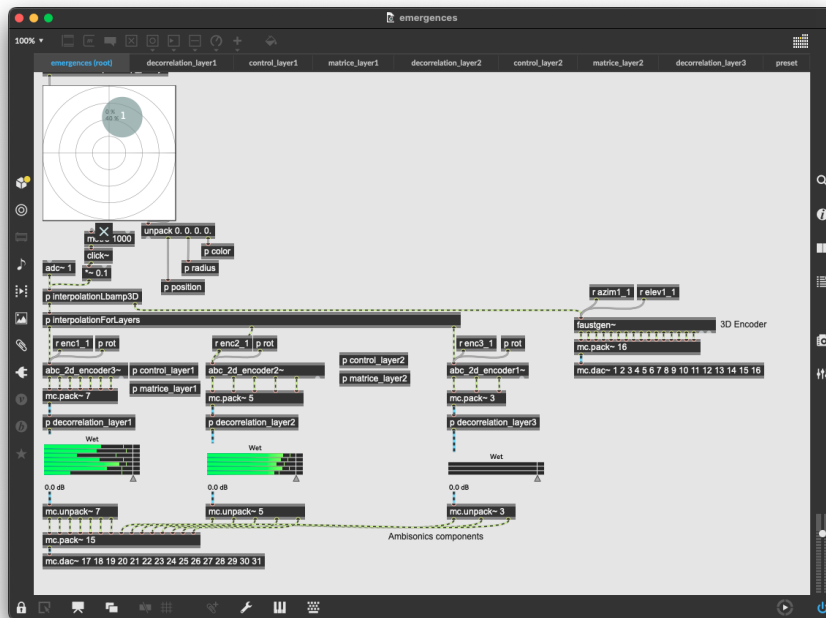 emergences
100%
emergences (root) decorrelation_layer1 control_layer1 matrice_layer1 decorrelation_layer2 control_layer2 matrice_layer2 decorrelation_layer3 preset
0 %
40 %
1
1000
unpack 0. 0. 0. 0.
click~
p color
adc~ 1
*~ 0.1
p radius
p position
p interpolationLbamp3D
r azim1_1 r elev1_1
p interpolationForLayers
faustgen~ 3D Encoder
r enc1_1 p rot r enc2_1 p rot r enc3_1 p rot
mc.pack~ 16
p control_layer2
abc_2d_encoder3~ p control_layer1 abc_2d_encoder2~ abc_2d_encoder1~ mc.dac~ 1 2 3 4 5 6 7 8 9 10 11 12 13 14 15 16
p matrice_layer1 p matrice_layer2
mc.pack~ 7 mc.pack~ 5 mc.pack~ 3
p decorrelation_layer1 p decorrelation_layer2 p decorrelation_layer3
Wet Wet Wet
0.0 dB 0.0 dB 0.0 dB
mc.unpack~ 7 mc.unpack~ 5 mc.unpack~ 3
mc.pack~ 15 Ambisonics components
mc.dac~ 17 18 19 20 21 22 23 24 25 26 27 28 29 30 31